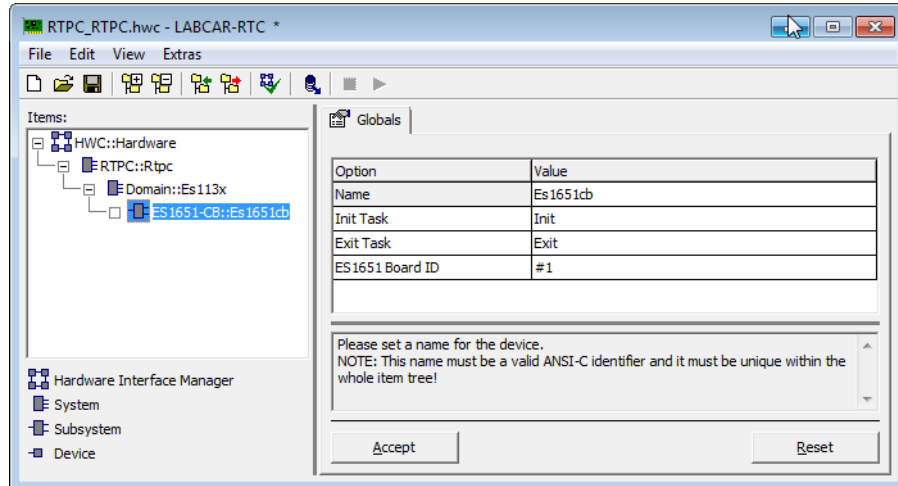 RTPC_RTPC.hwc - LABCAR-RTC *
File Edit View Extras
Items:
HWC::Hardware
RTPC::Rtpc
Domain::Es113x
ES1651-CB::Es1651cb
Hardware Interface Manager
System
Subsystem
Device
Globals
Option Value
Name Es1651cb
Init Task Init
Exit Task Exit
ES1651 Board ID #1
Please set a name for the device.
NOTE: This name must be a valid ANSI-C identifier and it must be unique within the
whole item tree!
Accept Reset